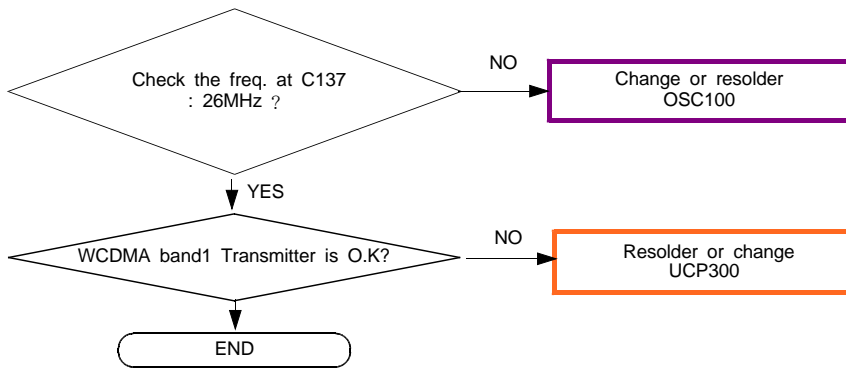 Check the freq. at C137
: 26MHz ?
NO
Change or resolder
OSC100
YES
WCDMA band1 Transmitter is O.K?
NO
Resolder or change
UCP300
END